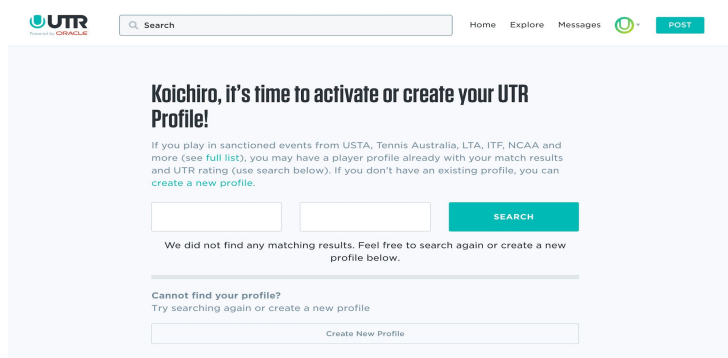 UTR
Powered by ORACLE
Search
Home Explore Messages
POST
Koichiro, it's time to activate or create your UTR
Profile!
If you play in sanctioned events from USTA, Tennis Australia, LTA, ITF, NCAA and
more (see full list), you may have a player profile already with your match results
and UTR rating (use search below). If you don't have an existing profile, you can
create a new profile.
SEARCH
We did not find any matching results. Feel free to search again or create a new
profile below.
Cannot find your profile?
Try searching again or create a new profile
Create New Profile